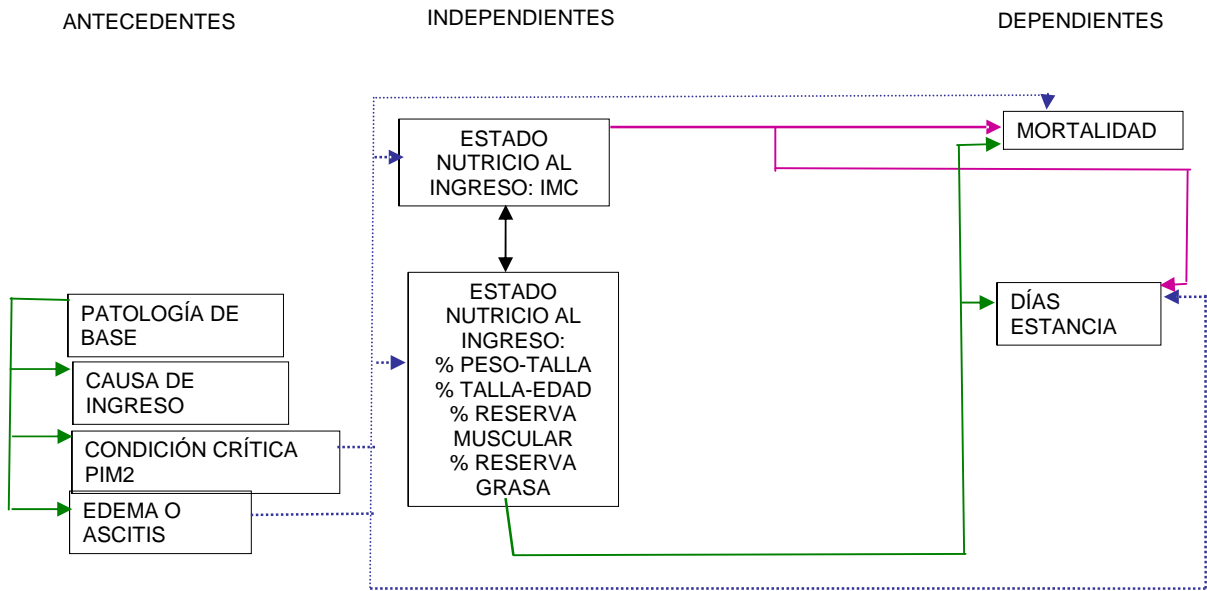 ANTECEDENTES
INDEPENDIENTES
DEPENDIENTES
ESTADO
NUTRICIO AL
INGRESO: IMC
MORTALIDAD
ESTADO
NUTRICIO AL
INGRESO:
% PESO-TALLA
% TALLA-EDAD
% RESERVA
MUSCULAR
% RESERVA
GRASA
DÍAS
ESTANCIA
PATOLOGÍA DE
BASE
CAUSA DE
INGRESO
CONDICIÓN CRÍTICA
PIM2
EDEMA O
ASCITIS